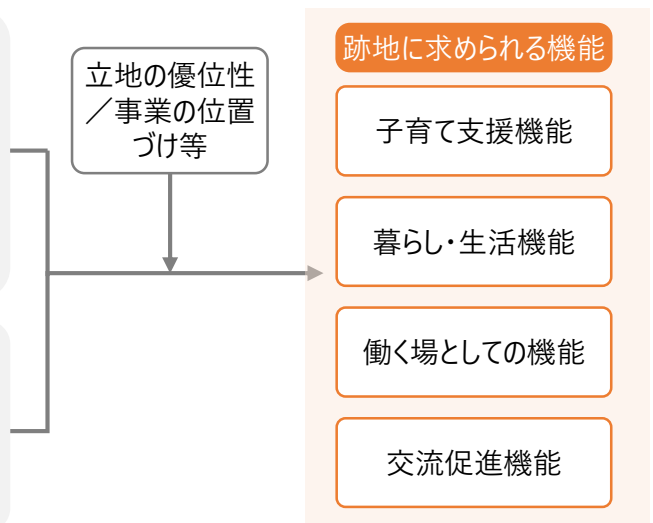 立地の優位性
／事業の位置
づけ等
跡地に求められる機能
子育て支援機能
暮らし・生活機能
働く場としての機能
交流促進機能